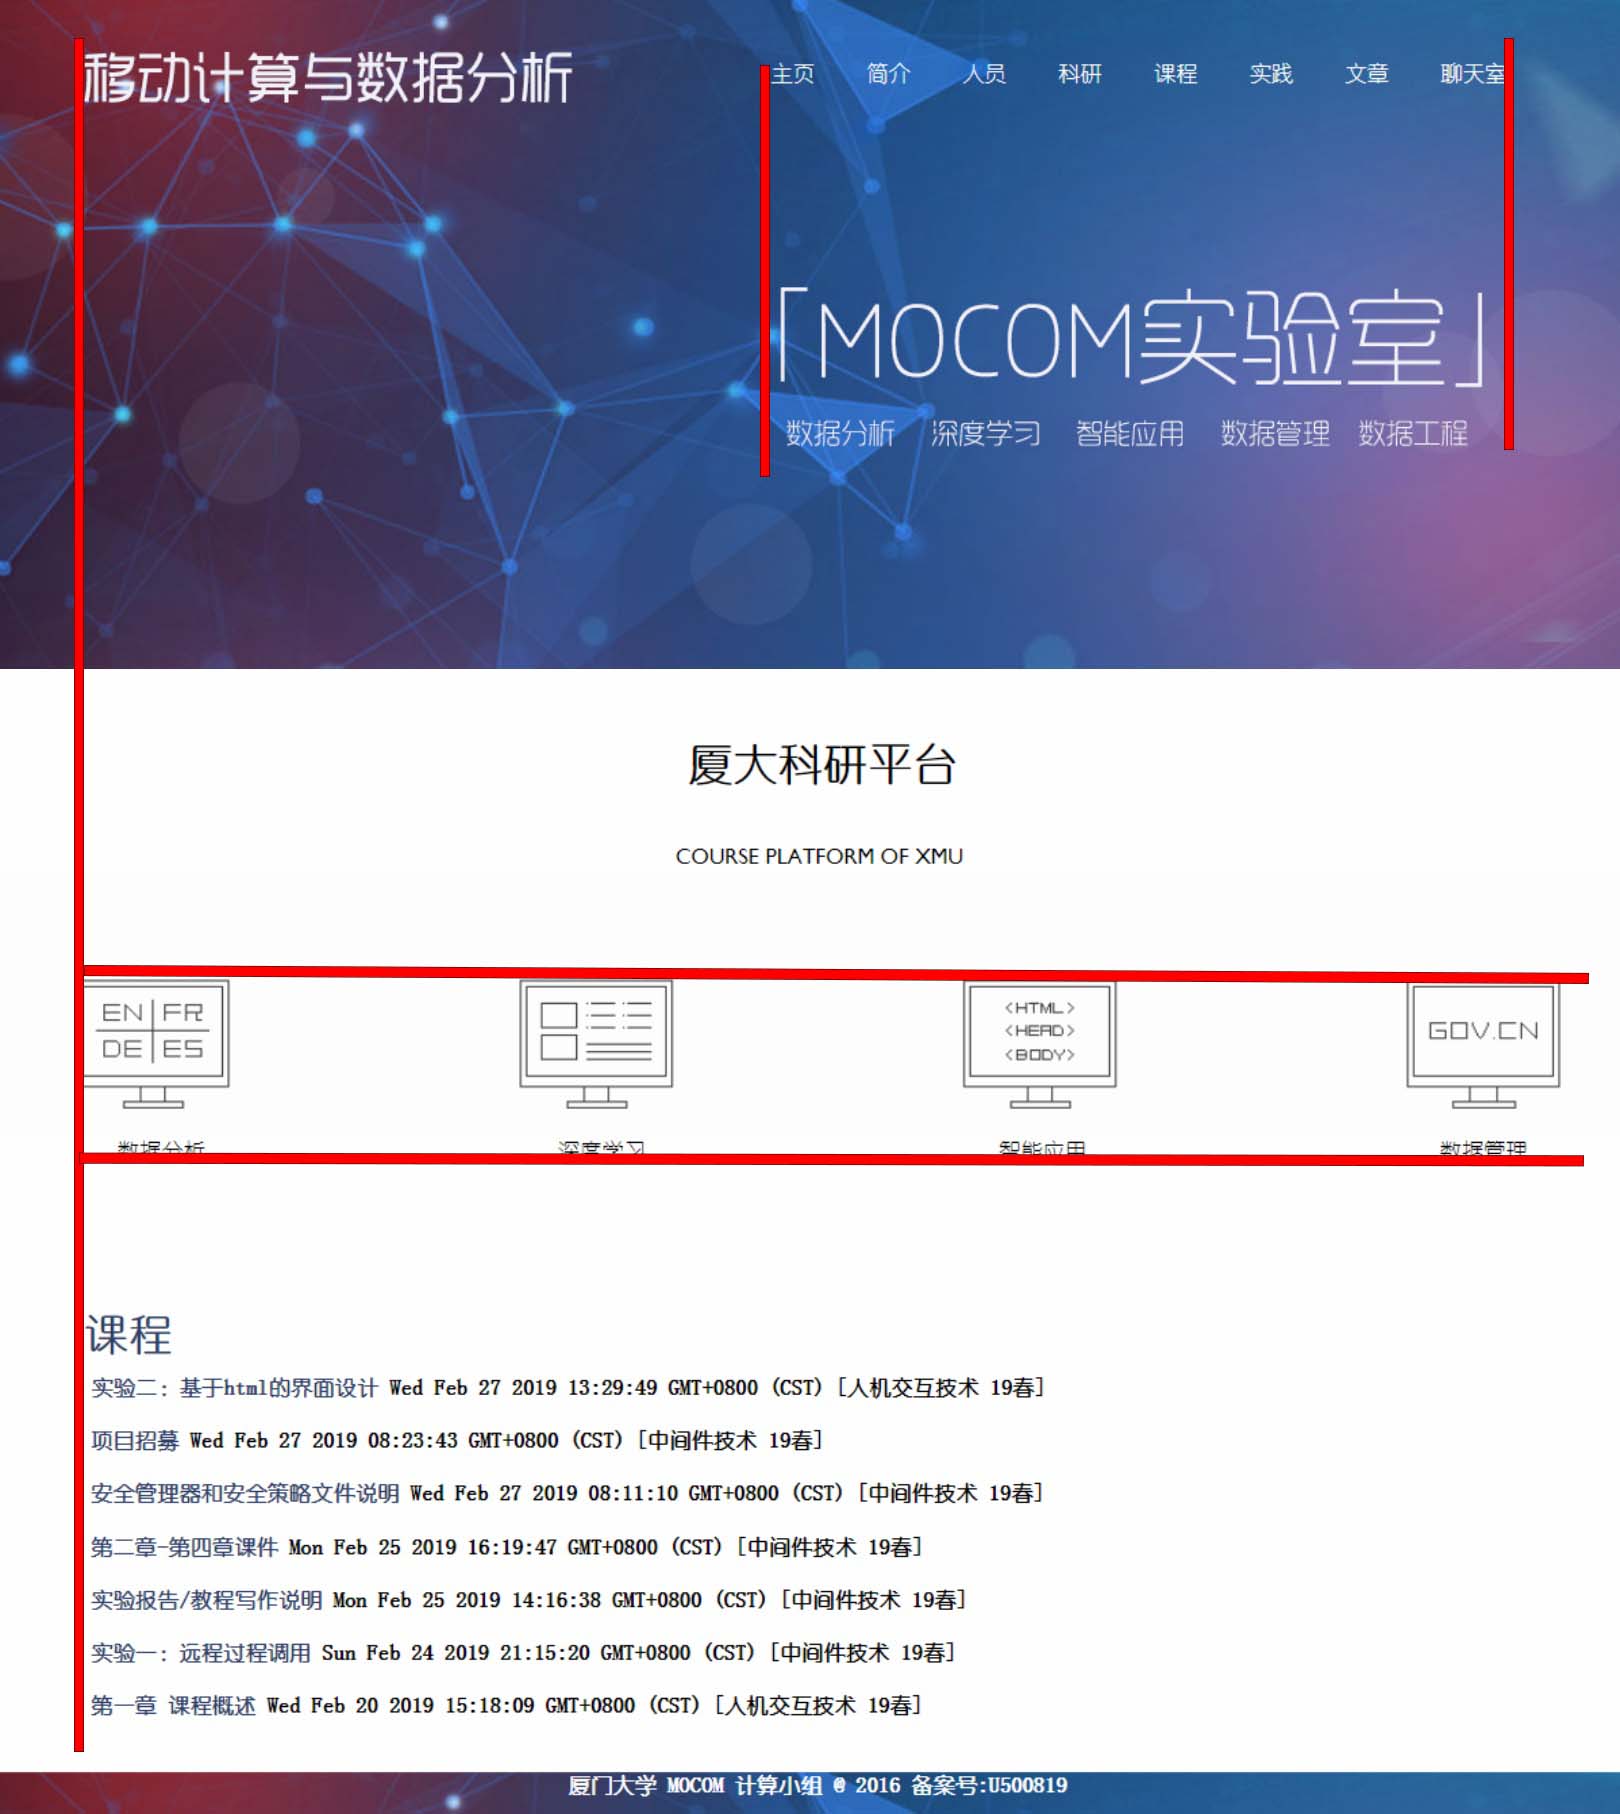 移动计算与数据分析
主页 简介 人员 科研 课程 实践 文章 聊天室
「MOCOM实验室」
数据分析 深度学习 智能应用 数据管理 数据工程
厦大科研平台
COURSE PLATFORM OF XMU
EN FR
DE ES
<HTML>
<HEAD>
<BODY>
GOV.CN
数据分析 深度学习 智能应用 数据管理
课程
实验二：基于html的界面设计 Wed Feb 27 2019 13:29:49 GMT+0800 (CST) [人机交互技术 19春]
项目招募 Wed Feb 27 2019 08:23:43 GMT+0800 (CST) [中间件技术 19春]
安全管理器和安全策略文件说明 Wed Feb 27 2019 08:11:10 GMT+0800 (CST) [中间件技术 19春]
第二章-第四章课件 Mon Feb 25 2019 16:19:47 GMT+0800 (CST) [中间件技术 19春]
实验报告/教程写作说明 Mon Feb 25 2019 14:16:38 GMT+0800 (CST) [中间件技术 19春]
实验一：远程过程调用 Sun Feb 24 2019 21:15:20 GMT+0800 (CST) [中间件技术 19春]
第一章 课程概述 Wed Feb 20 2019 15:18:09 GMT+0800 (CST) [人机交互技术 19春]
厦门大学 MOCOM 计算小组 @ 2016 备案号:U500819